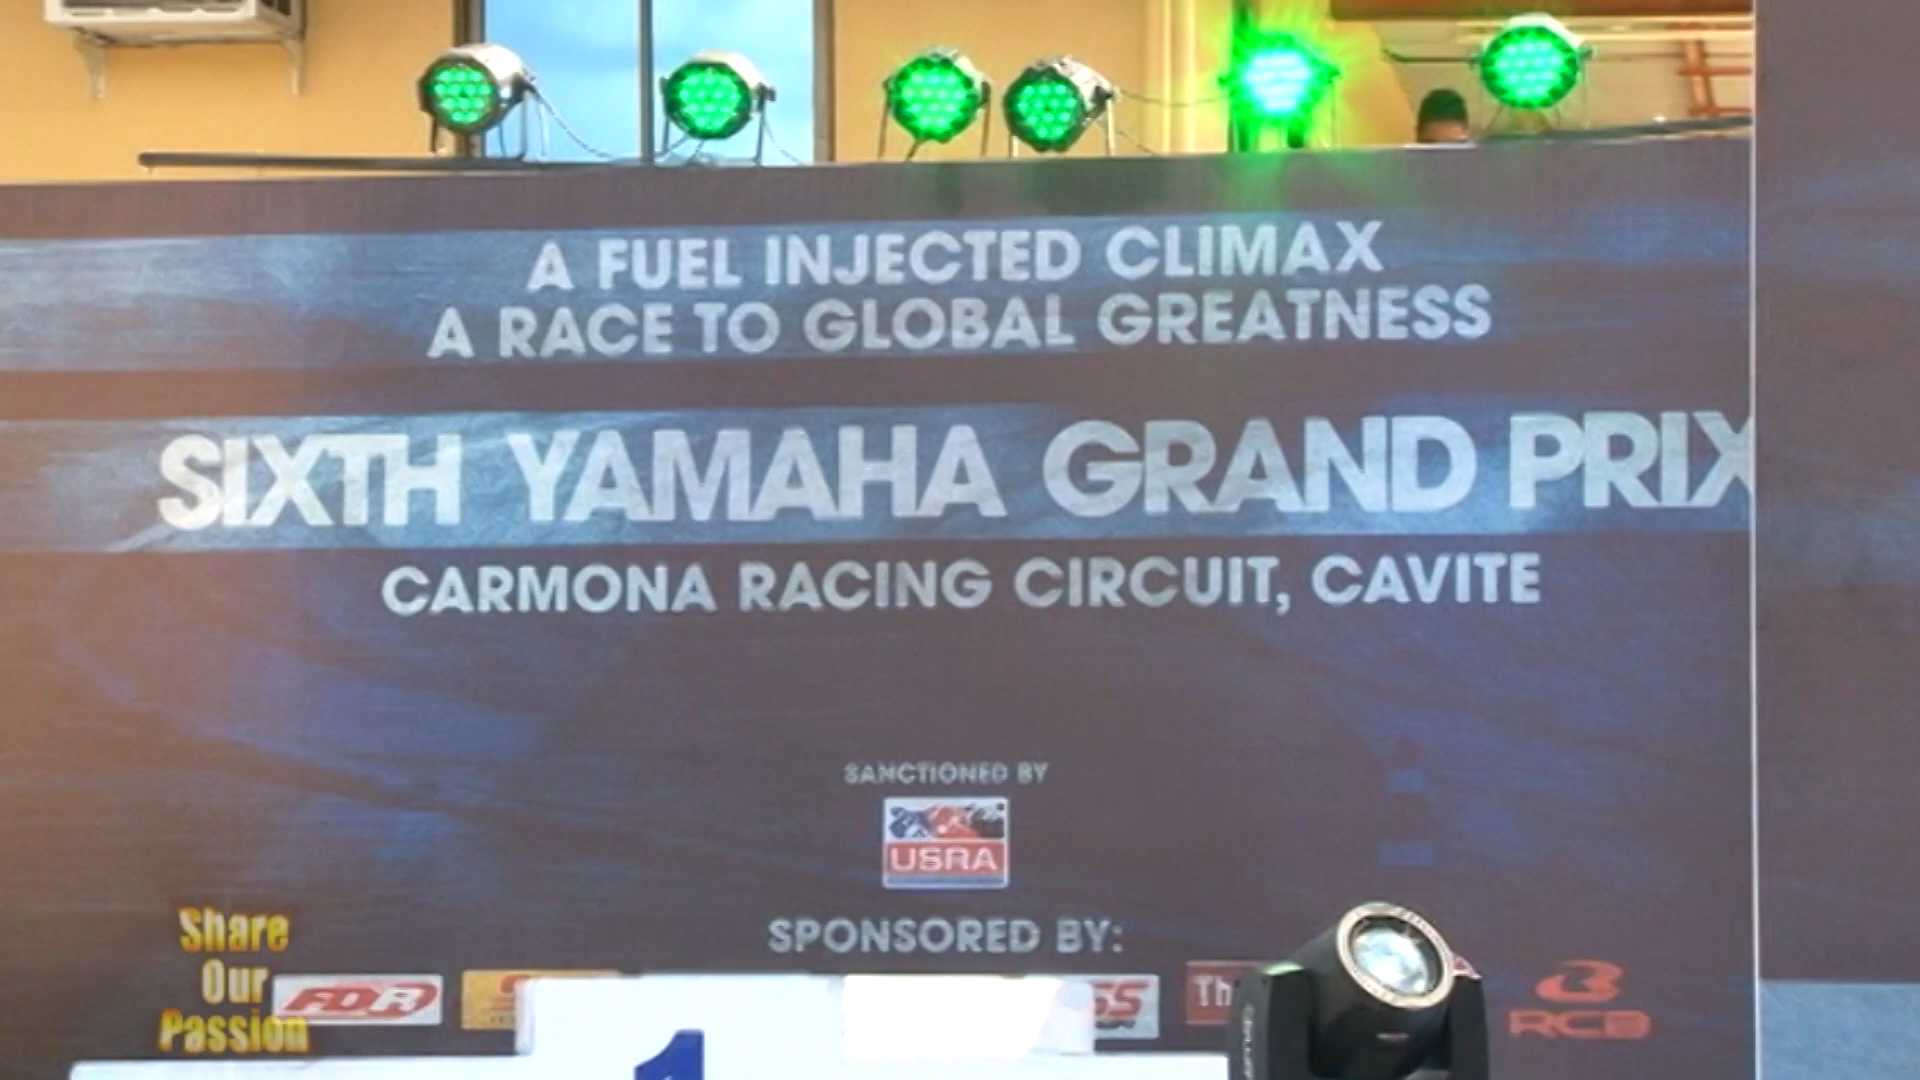 A FUEL INJECTED CLIMAX
A RACE TO GLOBAL GREATNESS
SIXTH YAMAHA GRAND PRIX
CARMONA RACING CIRCUIT, CAVITE
SANCTIONED BY
USRA
SPONSORED BY:
Share
Our
Passion
FDR
RCB
1